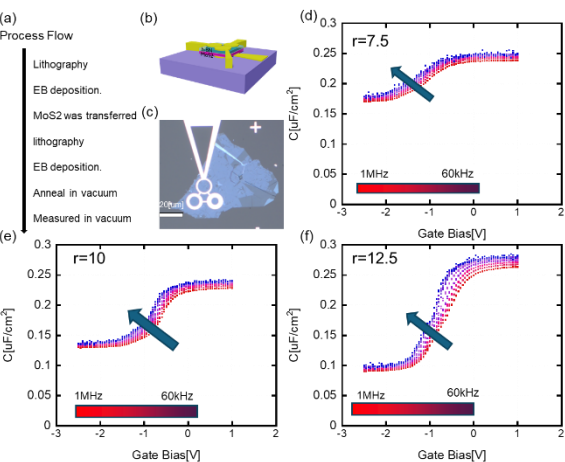 (a)
Process Flow
Lithography
EB deposition.
MoS2 was transferred
lithography
EB deposition.
Anneal in vacuum
Measured in vacuum
(b)
(c)
20[um]
(d)
r=7.5
C[uF/cm²]
0.3
0.25
0.2
0.15
0.1
0.05
0
1MHz
60kHz
-3
-2
-1
0
1
2
Gate Bias[V]
(e)
r=10
C[uF/cm²]
0.3
0.25
0.2
0.15
0.1
0.05
0
1MHz
60kHz
-3
-2
-1
0
1
2
Gate Bias[V]
(f)
r=12.5
C[uF/cm²]
0.3
0.25
0.2
0.15
0.1
0.05
0
1MHz
60kHz
-3
-2
-1
0
1
2
Gate Bias[V]